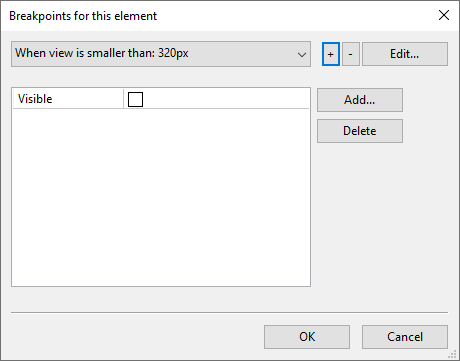 Breakpoints for this element
When view is smaller than: 320px
+ - Edit...
Visible
Add...
Delete
OK Cancel